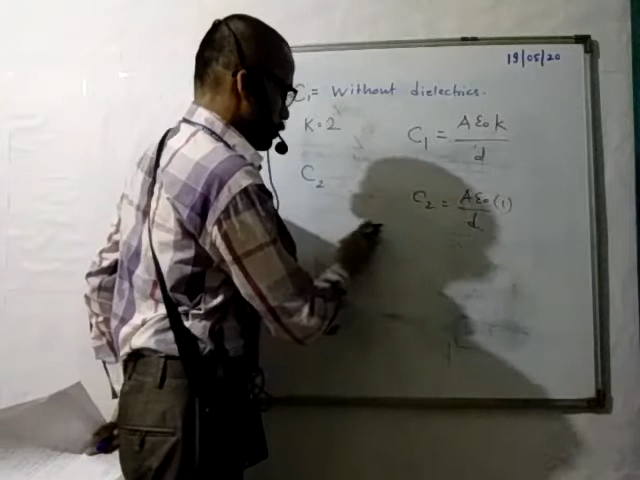 19/05/20
C₁ = Without dielectrics.
K = 2
C₁ = Aε₀k / d
C₂
C₂ = Aε₀(1) / d.